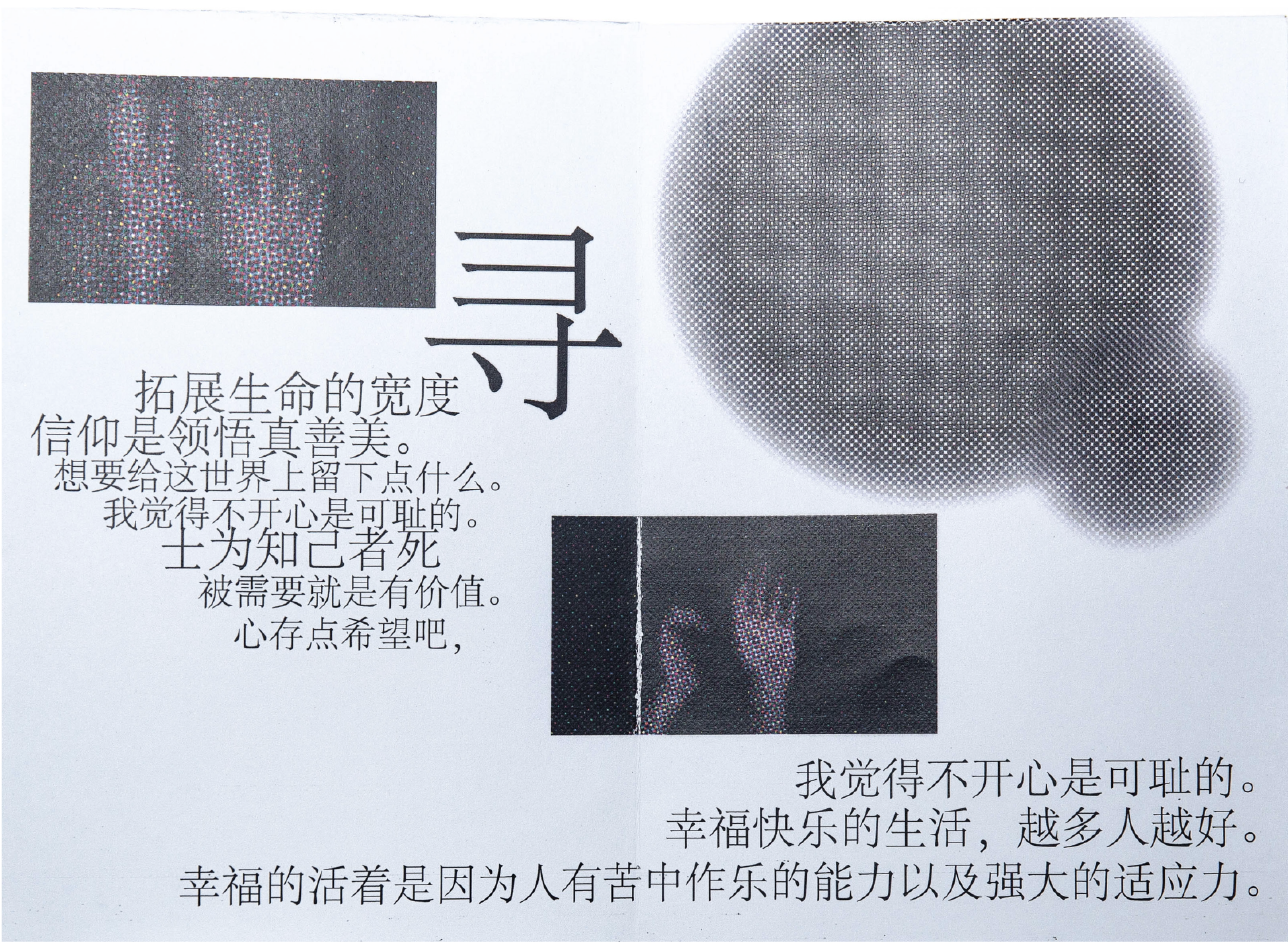 寻
拓展生命的宽度
信仰是领悟真善美。
想要给这世界上留下点什么。
我觉得不开心是可耻的。
士为知己者死
被需要就是有价值。
心存点希望吧，
我觉得不开心是可耻的。
幸福快乐的生活，越多人越好。
幸福的活着是因为人有苦中作乐的能力以及强大的适应力。